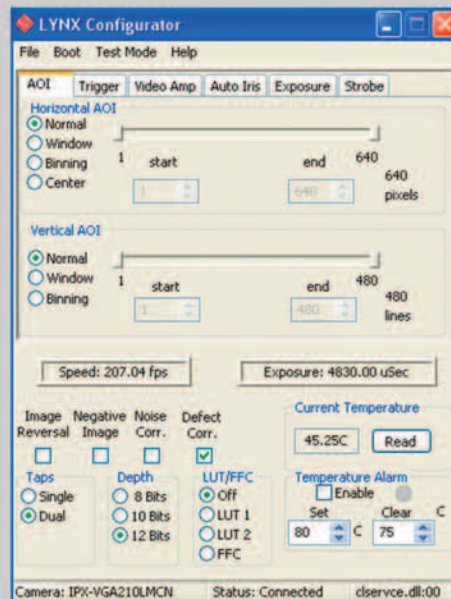 LYNX Configurator
File Boot Test Mode Help
AOI Trigger Video Amp Auto Iris Exposure Strobe
Horizontal AOI
Normal
Window
Binning
Center
1 start end 640
1 640 640 pixels
Vertical AOI
Normal
Window
Binning
1 start end 480
1 480 480 lines
Speed: 207.04 fps Exposure: 4830.00 uSec
Image Reversal Negative Image Noise Corr. Defect Corr.
Current Temperature
45.25C Read
Taps
Single
Dual
Depth
8 Bits
10 Bits
12 Bits
LUT/FFC
Off
LUT 1
LUT 2
FFC
Temperature Alarm
Enable
Set Clear C
80 C 75
Camera: IPX-VGA210LMCN Status: Connected clservce.dll:00